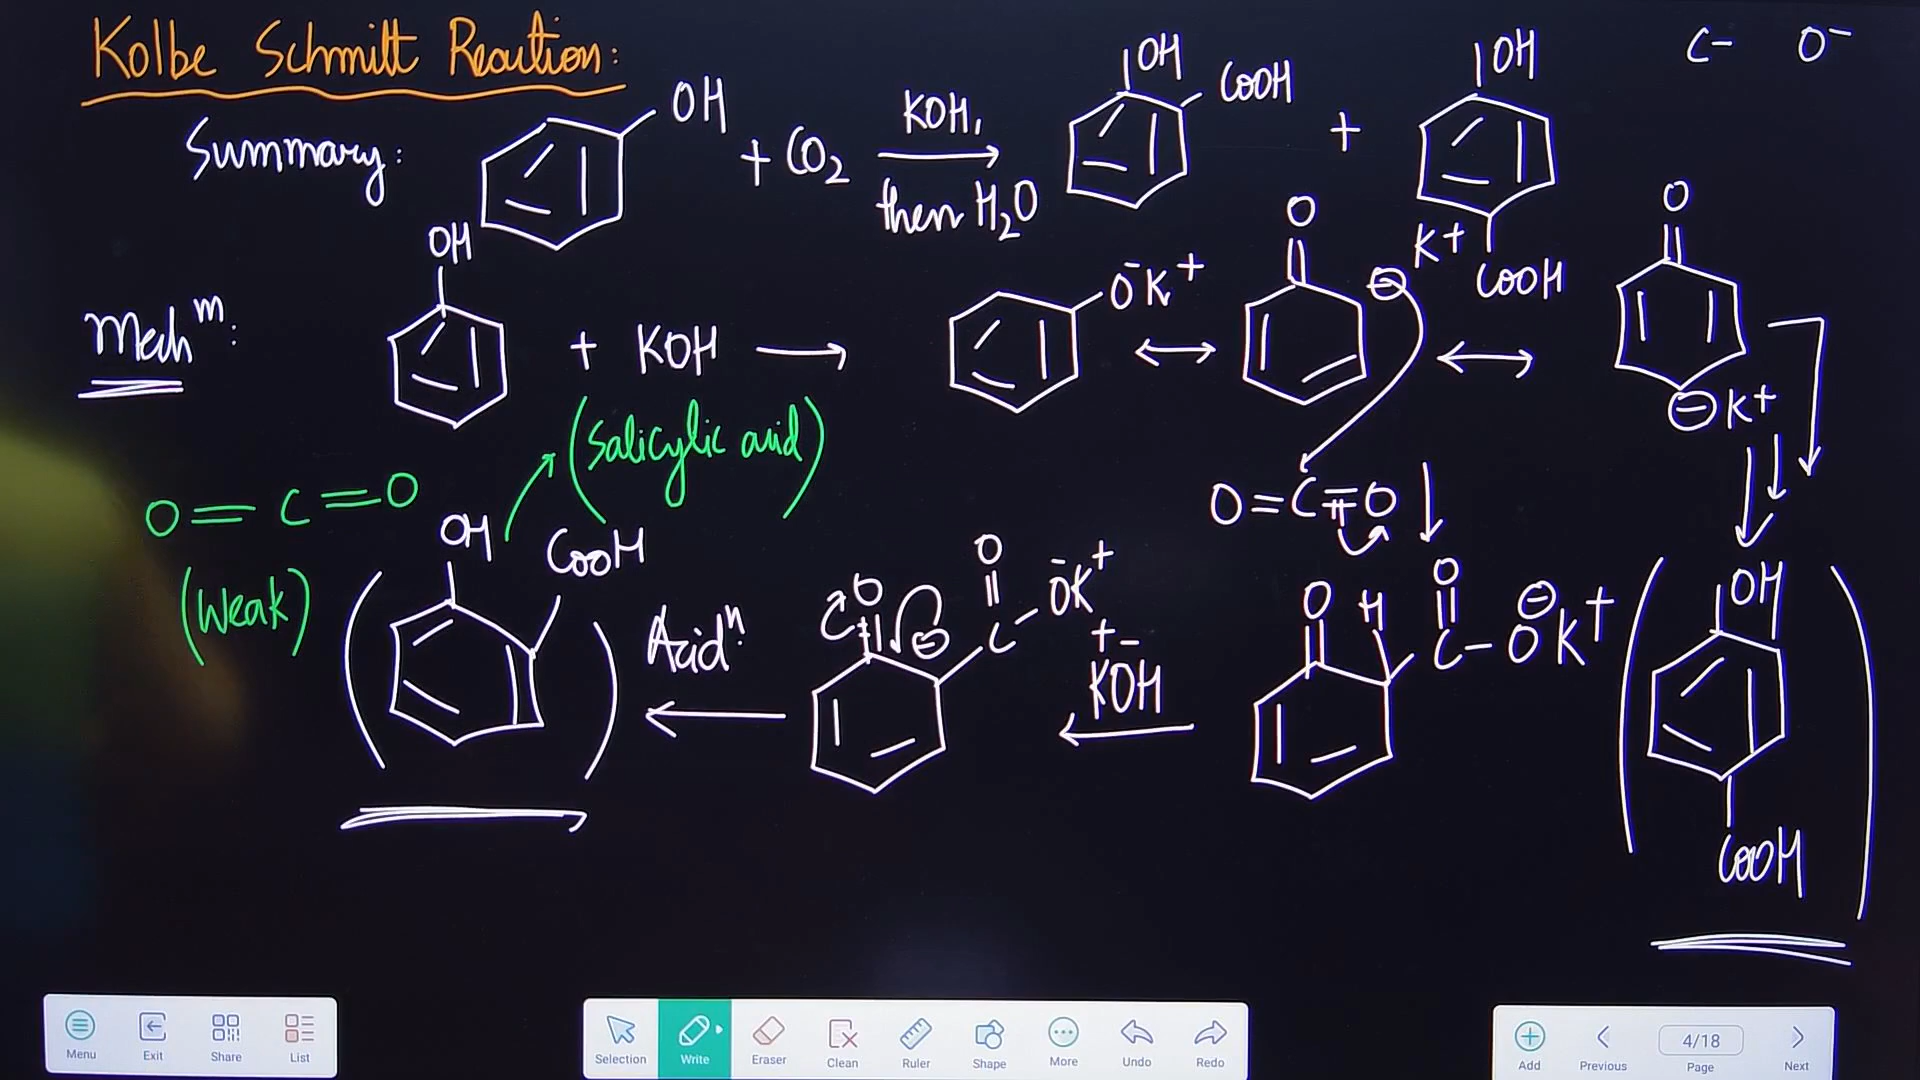 Kolbe Schmitt Reaction:
C- O-
Summary: OH + CO2 KOH, then H2O OH COOH + OH COOH
Mechm: OH + KOH O-K+ O ⊖ K+ O ⊖K+
(Salicylic acid)
O=C=O
(Weak)
O=C=O
OH COOH
Acidn.
O ⊖ O C-O-K+
K+OH-
O H O C-O⊖K+
OH
COOH
Menu Exit Share List Selection Write Eraser Clean Ruler Shape More Undo Redo Add Previous 4/18 Page Next